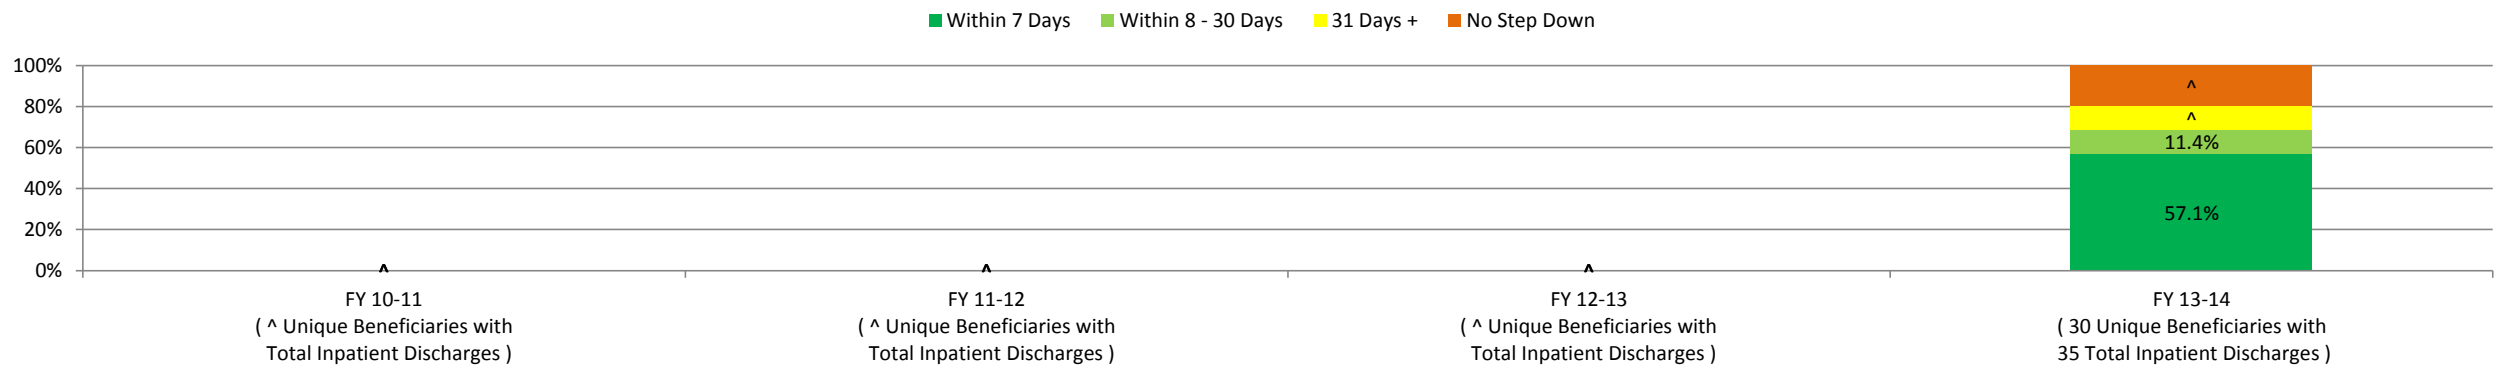 Within 7 Days Within 8 - 30 Days 31 Days + No Step Down
100%
80%
60%
40%
20%
0%
^
^
^
^
^
11.4%
57.1%
FY 10-11
( ^ Unique Beneficiaries with
Total Inpatient Discharges )
FY 11-12
( ^ Unique Beneficiaries with
Total Inpatient Discharges )
FY 12-13
( ^ Unique Beneficiaries with
Total Inpatient Discharges )
FY 13-14
( 30 Unique Beneficiaries with
35 Total Inpatient Discharges )